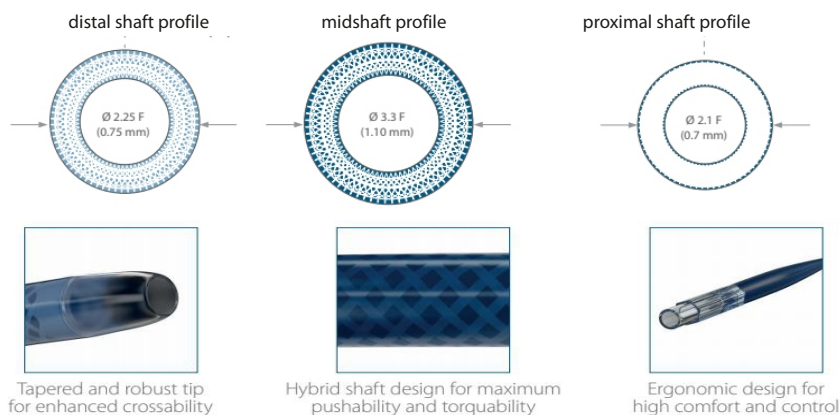 distal shaft profile
midshaft profile
proximal shaft profile
Ø 2.25 F
(0.75 mm)
Ø 3.3 F
(1.10 mm)
Ø 2.1 F
(0.7 mm)
Tapered and robust tip
for enhanced crossability
Hybrid shaft design for maximum
pushability and torquability
Ergonomic design for
high comfort and control